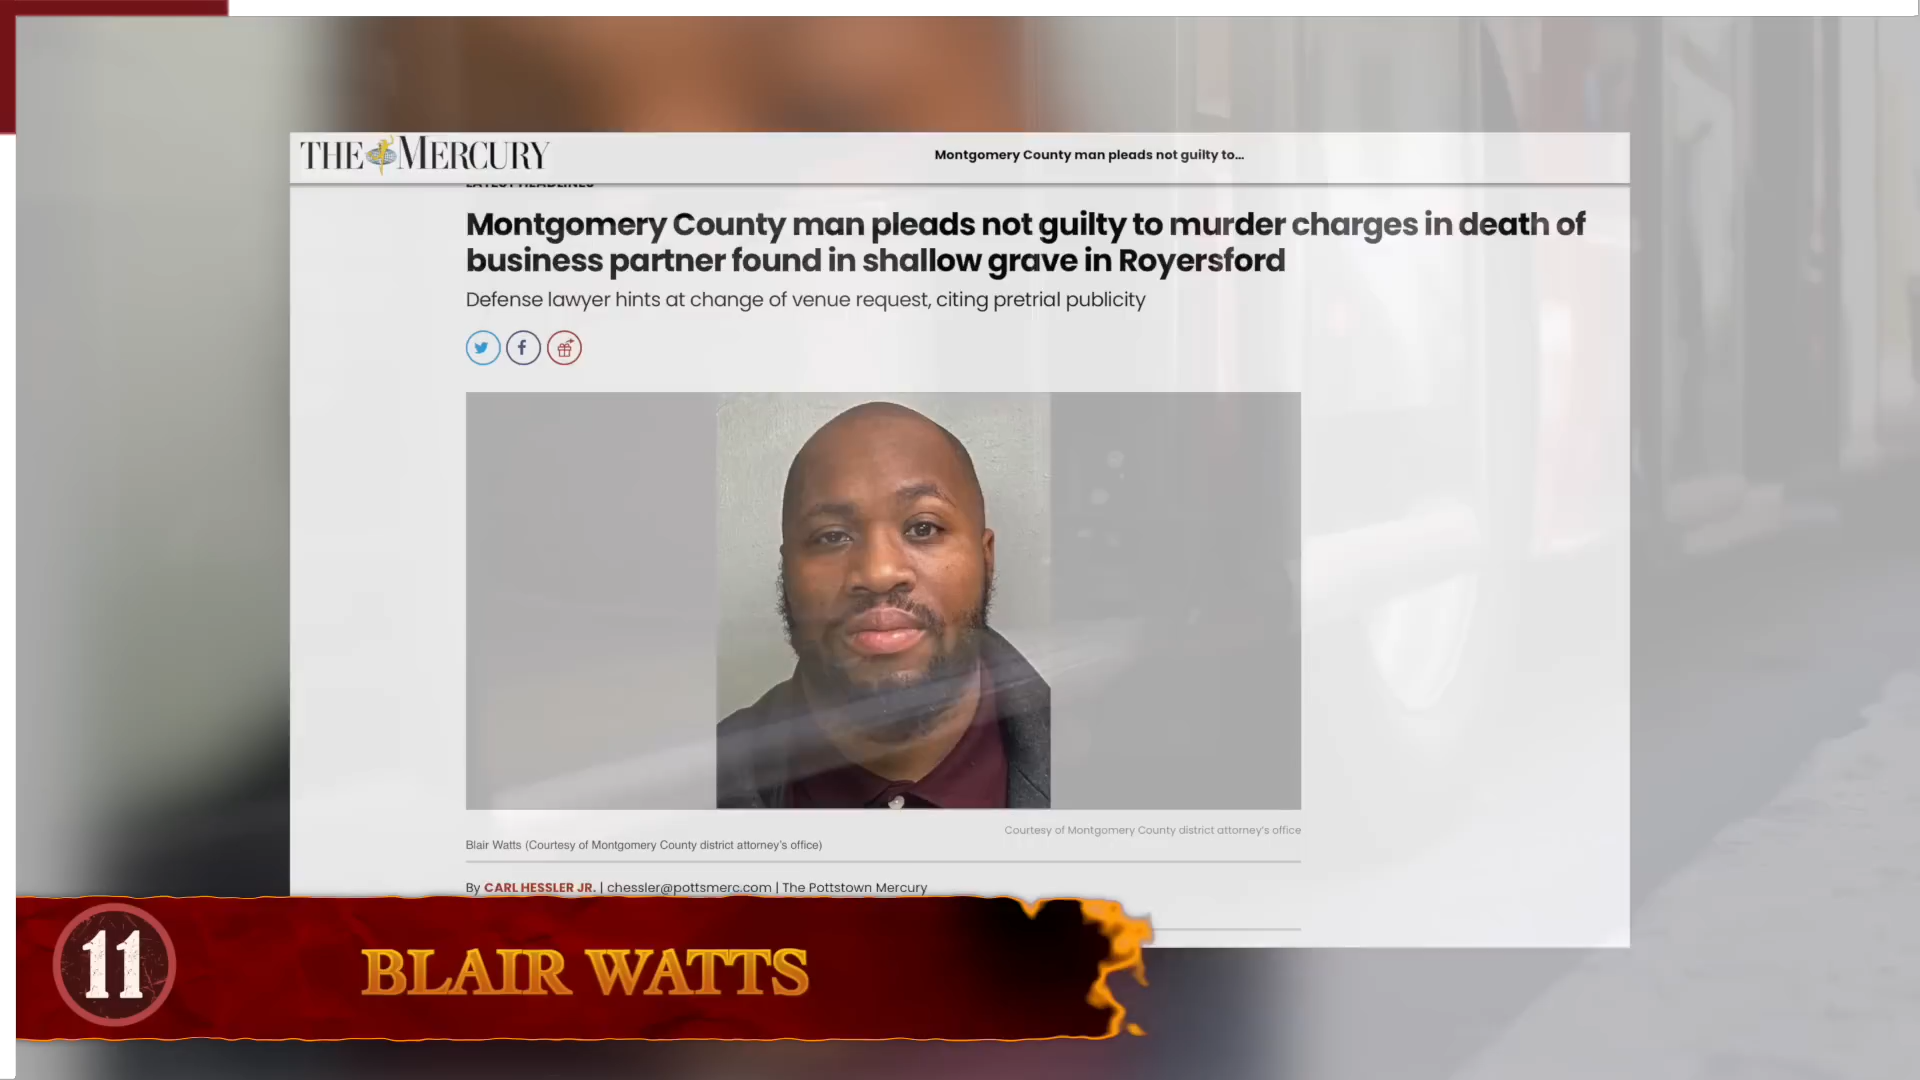 THE MERCURY
Montgomery County man pleads not guilty to...
LATEST HEADLINES
Montgomery County man pleads not guilty to murder charges in death of
business partner found in shallow grave in Royersford
Defense lawyer hints at change of venue request, citing pretrial publicity
Courtesy of Montgomery County district attorney's office
Blair Watts (Courtesy of Montgomery County district attorney's office)
By CARL HESSLER JR. | chessler@pottsmerc.com | The Pottstown Mercury
11
BLAIR WATTS